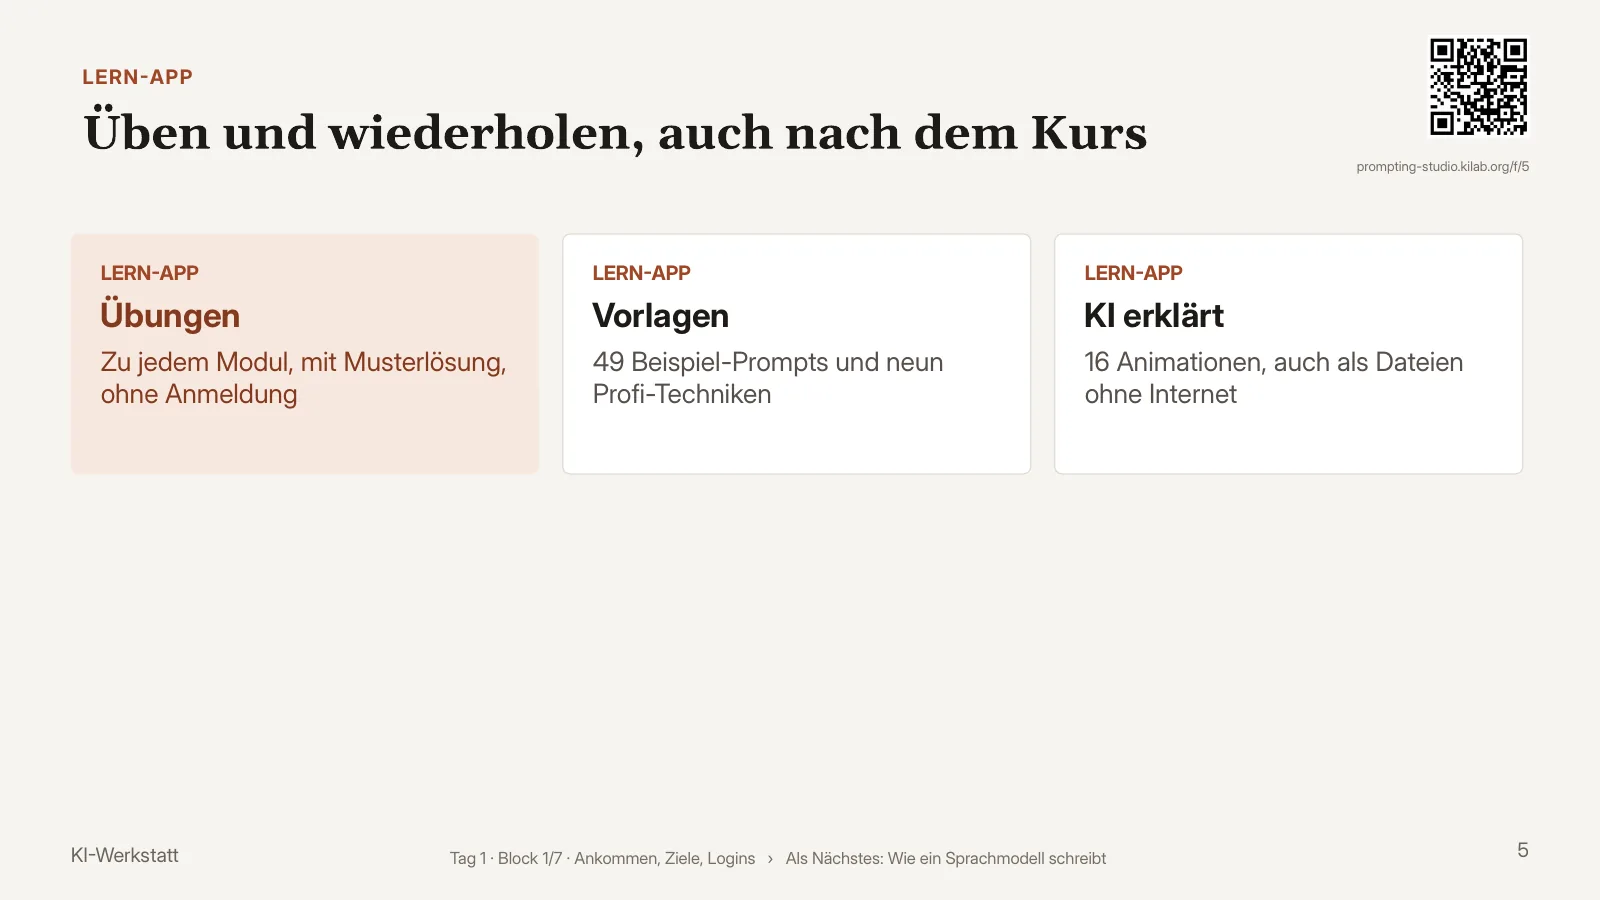 LERN-APP
Üben und wiederholen, auch nach dem Kurs
prompting-studio.kilab.org/f/5
LERN-APP
Übungen
Zu jedem Modul, mit Musterlösung,
ohne Anmeldung
LERN-APP
Vorlagen
49 Beispiel-Prompts und neun
Profi-Techniken
LERN-APP
KI erklärt
16 Animationen, auch als Dateien
ohne Internet
KI-Werkstatt
Tag 1 · Block 1/7 · Ankommen, Ziele, Logins › Als Nächstes: Wie ein Sprachmodell schreibt
5